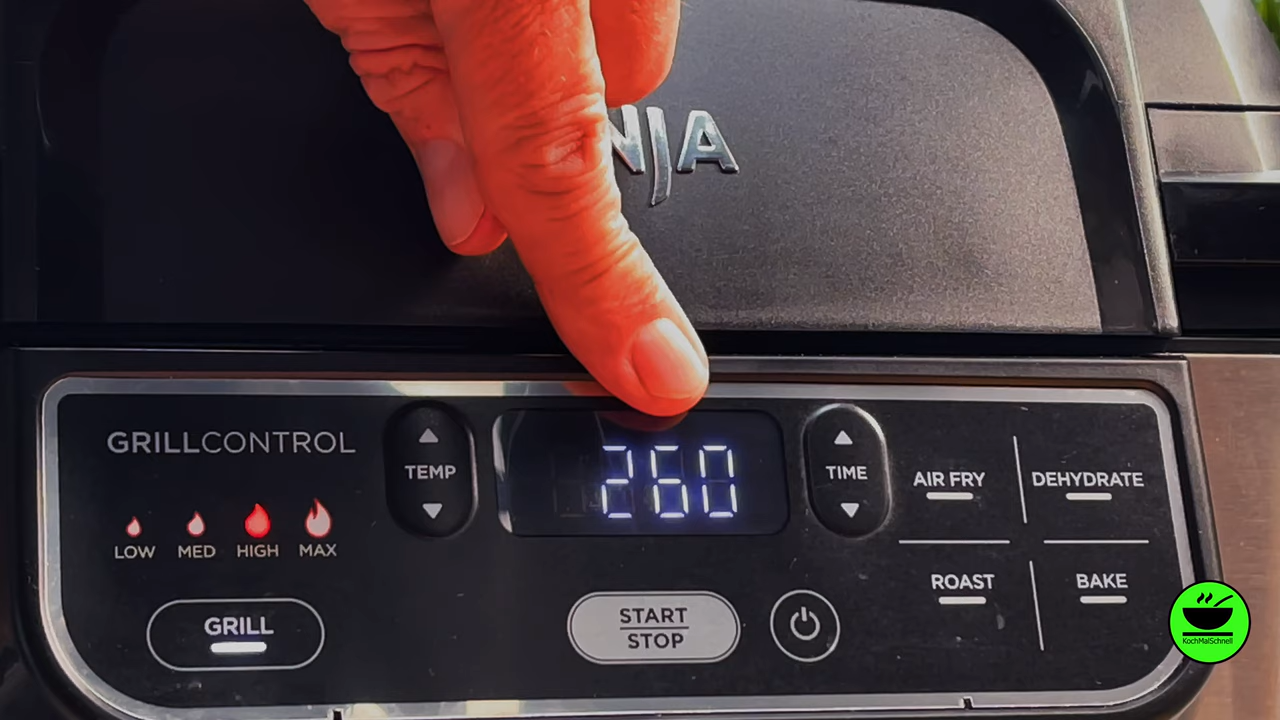 NJA
GRILLCONTROL
TEMP
260
TIME
AIR FRY
DEHYDRATE
LOW
MED
HIGH
MAX
ROAST
BAKE
GRILL
START
STOP
KochMalSchnell